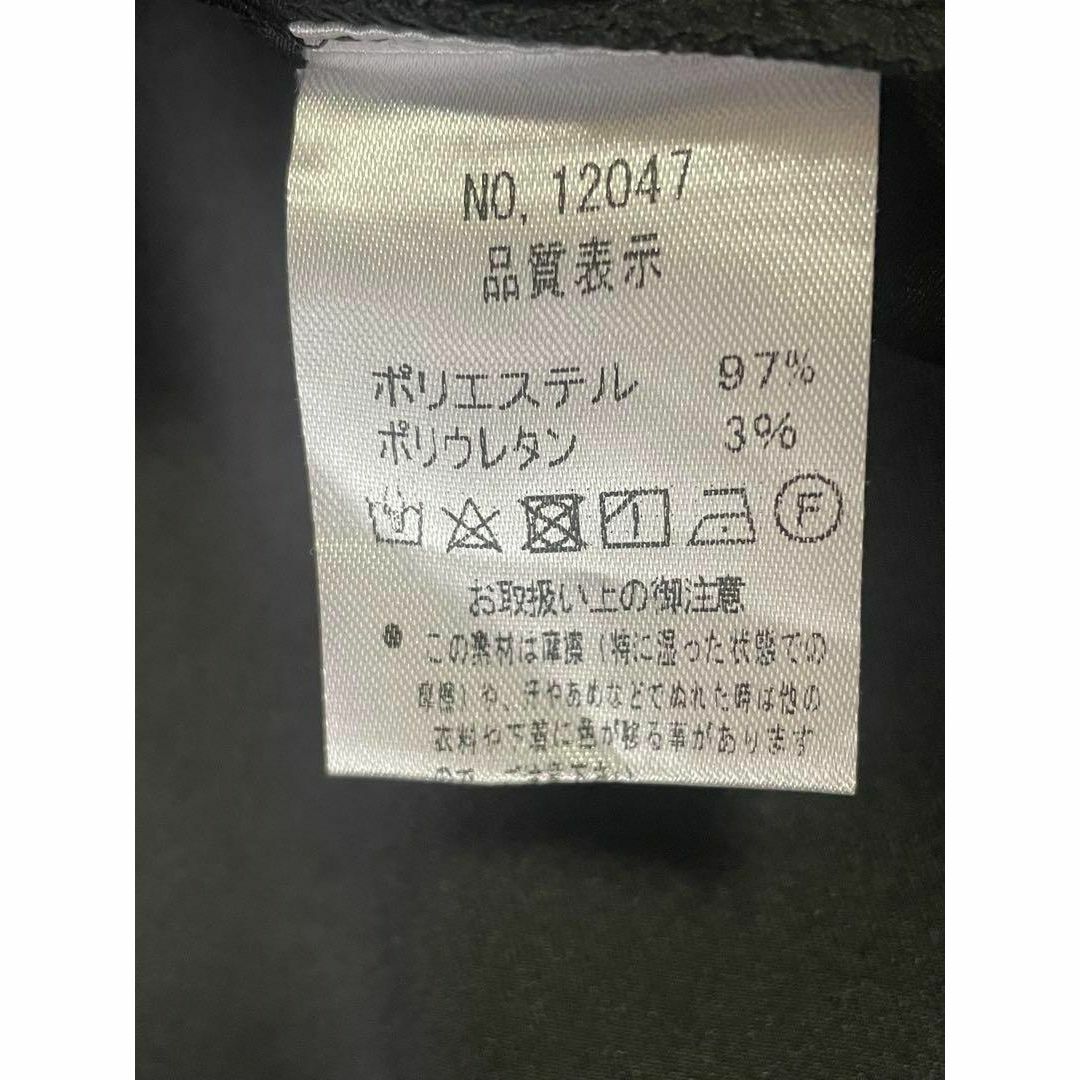 NO, 12047
品質表示
ポリエステル 97%
ポリウレタン 3%
F
お取扱い上の御注意
● この素材は摩擦(特に湿った状態での
摩擦)や、汗やあめなどでぬれた時は他の
衣料や下着に色が移る事があります
ので、